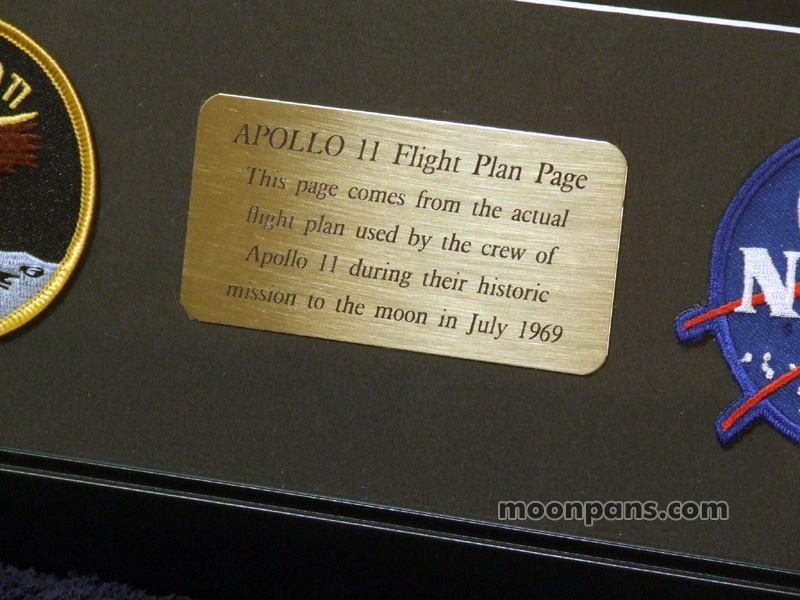 APOLLO 11 Flight Plan Page
This page comes from the actual
flight plan used by the crew of
Apollo 11 during their historic
mission to the moon in July 1969
11
N
moonpans.com